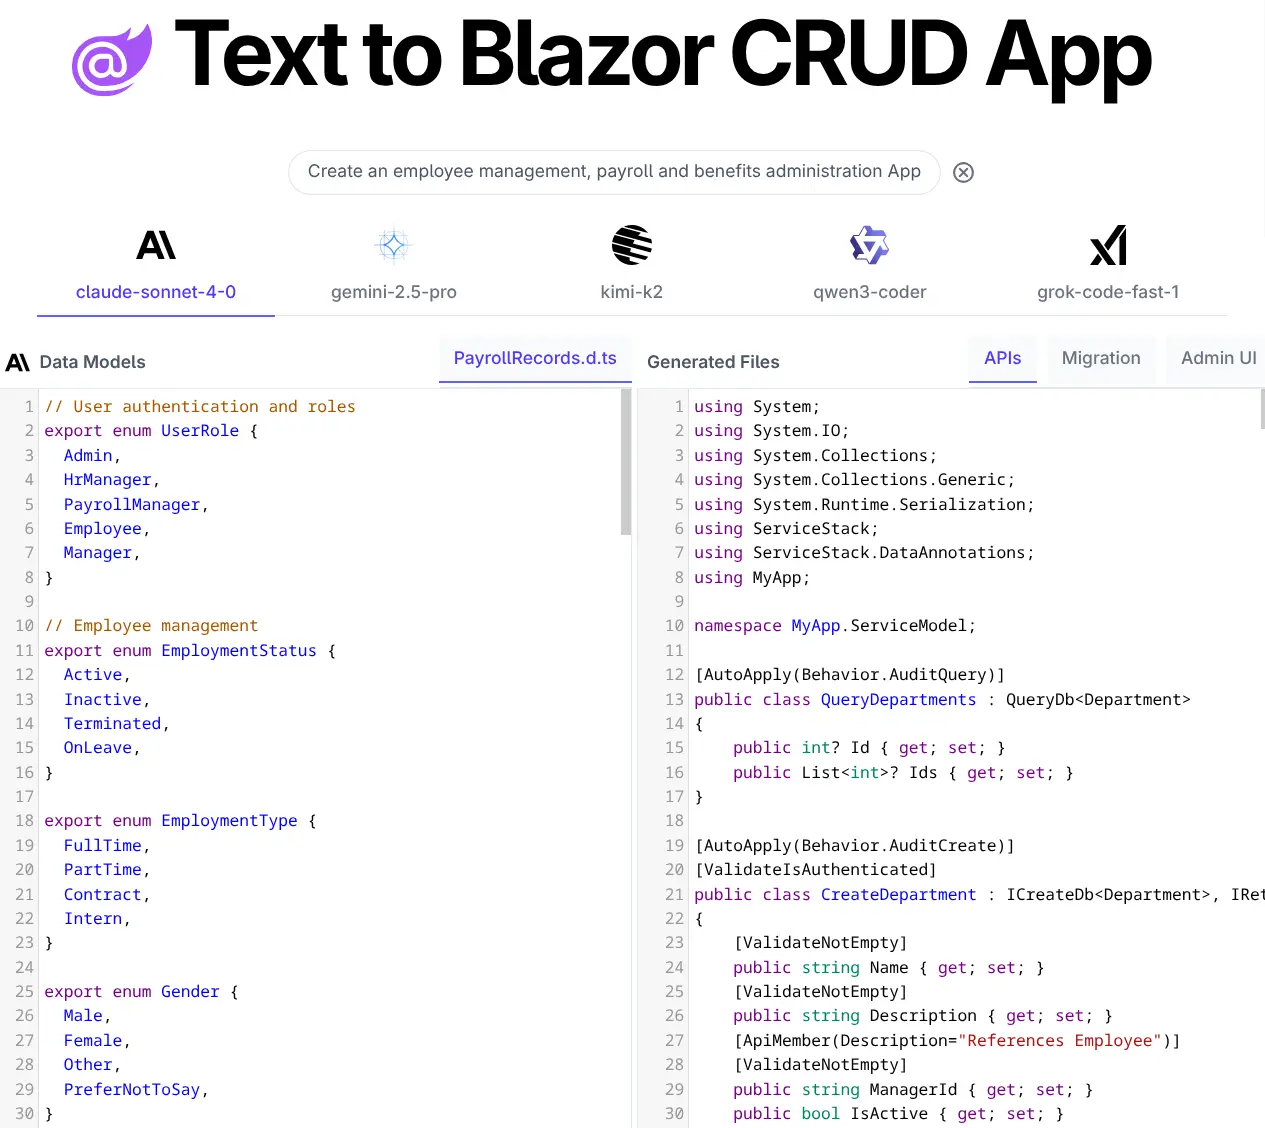 Text to Blazor CRUD App
Create an employee management, payroll and benefits administration App
claude-sonnet-4-0
gemini-2.5-pro
kimi-k2
qwen3-coder
grok-code-fast-1
Data Models
PayrollRecords.d.ts
1 // User authentication and roles
2 export enum UserRole {
3   Admin,
4   HrManager,
5   PayrollManager,
6   Employee,
7   Manager,
8 }
9
10 // Employee management
11 export enum EmploymentStatus {
12   Active,
13   Inactive,
14   Terminated,
15   OnLeave,
16 }
17
18 export enum EmploymentType {
19   FullTime,
20   PartTime,
21   Contract,
22   Intern,
23 }
24
25 export enum Gender {
26   Male,
27   Female,
28   Other,
29   PreferNotToSay,
30 }
Generated Files
APIs
Migration
Admin UI
1 using System;
2 using System.IO;
3 using System.Collections;
4 using System.Collections.Generic;
5 using System.Runtime.Serialization;
6 using ServiceStack;
7 using ServiceStack.DataAnnotations;
8 using MyApp;
9
10 namespace MyApp.ServiceModel;
11
12 [AutoApply(Behavior.AuditQuery)]
13 public class QueryDepartments : QueryDb<Department>
14 {
15     public int? Id { get; set; }
16     public List<int>? Ids { get; set; }
17 }
18
19 [AutoApply(Behavior.AuditCreate)]
20 [ValidateIsAuthenticated]
21 public class CreateDepartment : ICreateDb<Department>, IRet
22 {
23     [ValidateNotEmpty]
24     public string Name { get; set; }
25     [ValidateNotEmpty]
26     public string Description { get; set; }
27     [ApiMember(Description="References Employee")]
28     [ValidateNotEmpty]
29     public string ManagerId { get; set; }
30     public bool IsActive { get; set; }